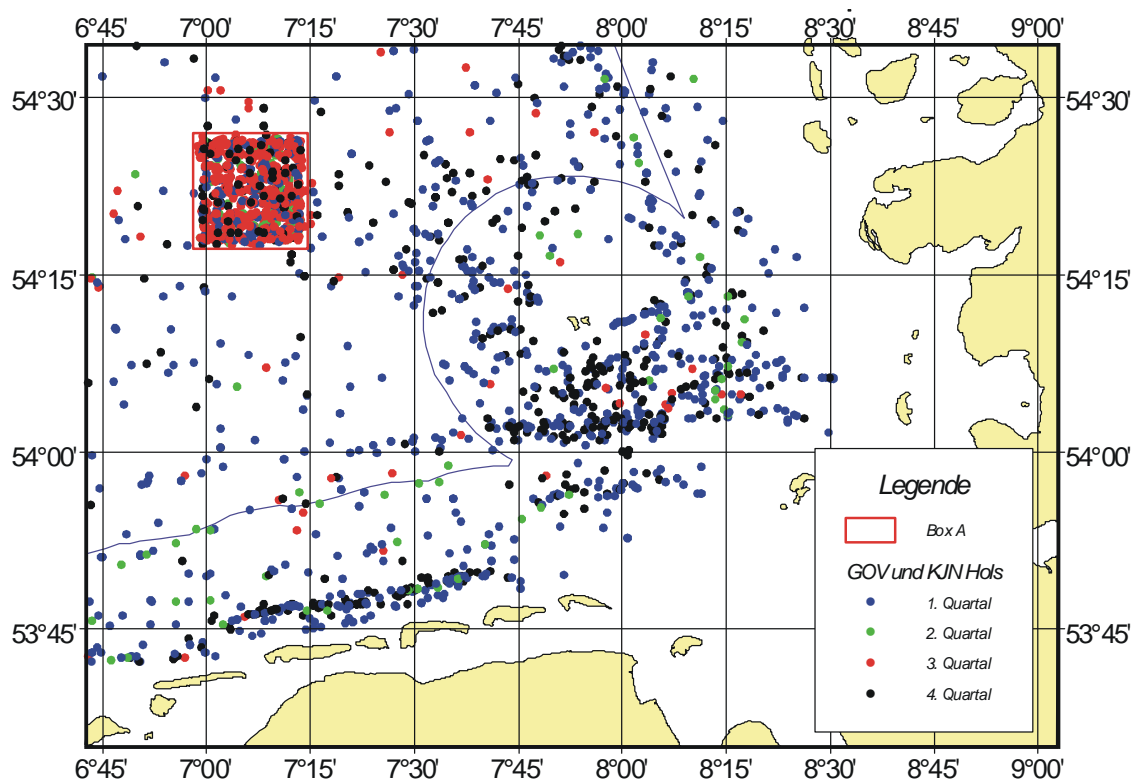 6°45' 7°00' 7°15' 7°30' 7°45' 8°00' 8°15' 8°30' 8°45' 9°00'
54°30' 54°30'
54°15' 54°15'
54°00' 54°00'
Legende
Box A
GOV und KJN Hols
1. Quartal
2. Quartal
3. Quartal
4. Quartal
53°45' 53°45'
6°45' 7°00' 7°15' 7°30' 7°45' 8°00' 8°15' 8°30' 8°45' 9°00'